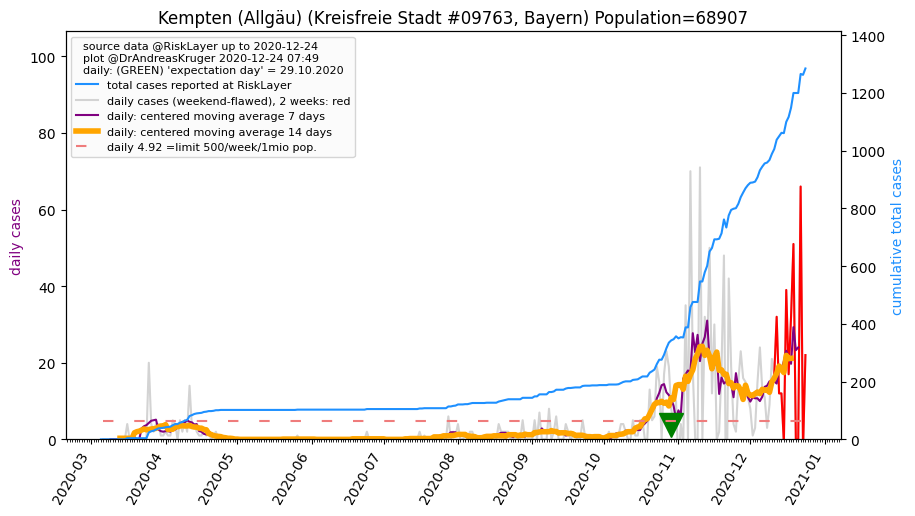 Kempten (Allgäu) (Kreisfreie Stadt #09763, Bayern) Population=68907
source data @RiskLayer up to 2020-12-24
plot @DrAndreasKruger 2020-12-24 07:49
daily: (GREEN) 'expectation day' = 29.10.2020
total cases reported at RiskLayer
daily cases (weekend-flawed), 2 weeks: red
daily: centered moving average 7 days
daily: centered moving average 14 days
daily 4.92 =limit 500/week/1mio pop.
daily cases
100
80
60
40
20
0
cumulative total cases
1400
1200
1000
800
600
400
200
0
2020-03
2020-04
2020-05
2020-06
2020-07
2020-08
2020-09
2020-10
2020-11
2020-12
2021-01